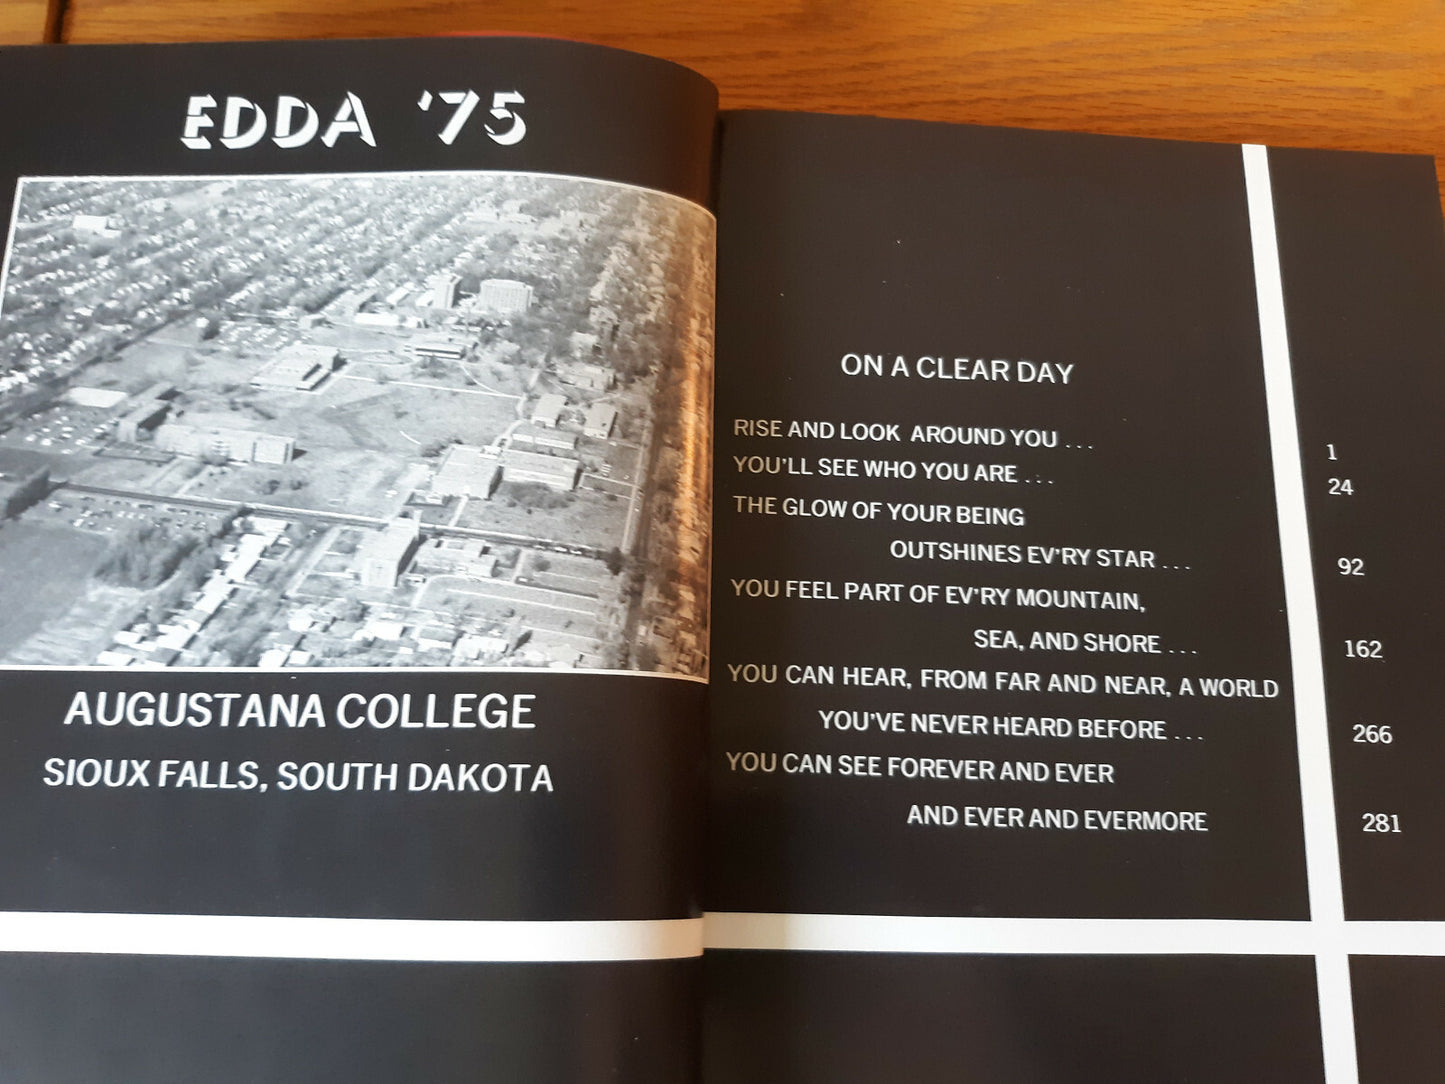 EDDA '75
AUGUSTANA COLLEGE
SIOUX FALLS, SOUTH DAKOTA
ON A CLEAR DAY
RISE AND LOOK AROUND YOU . . . 1
YOU'LL SEE WHO YOU ARE . . . 24
THE GLOW OF YOUR BEING
OUTSHINES EV'RY STAR . . . 92
YOU FEEL PART OF EV'RY MOUNTAIN,
SEA, AND SHORE . . . 162
YOU CAN HEAR, FROM FAR AND NEAR, A WORLD
YOU'VE NEVER HEARD BEFORE . . . 266
YOU CAN SEE FOREVER AND EVER
AND EVER AND EVERMORE 281